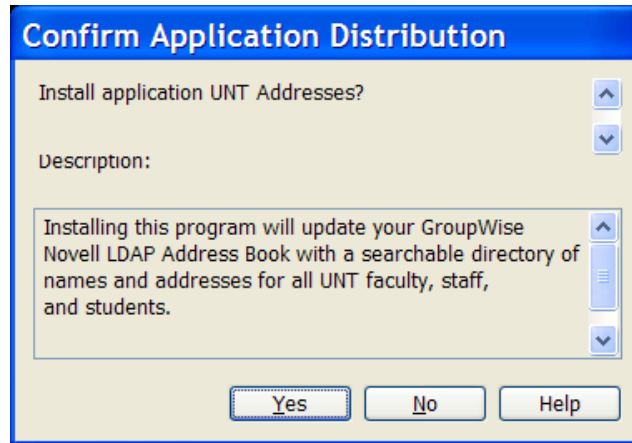 Confirm Application Distribution
Install application UNT Addresses?
Description:
Installing this program will update your GroupWise
Novell LDAP Address Book with a searchable directory of
names and addresses for all UNT faculty, staff,
and students.
Yes
No
Help